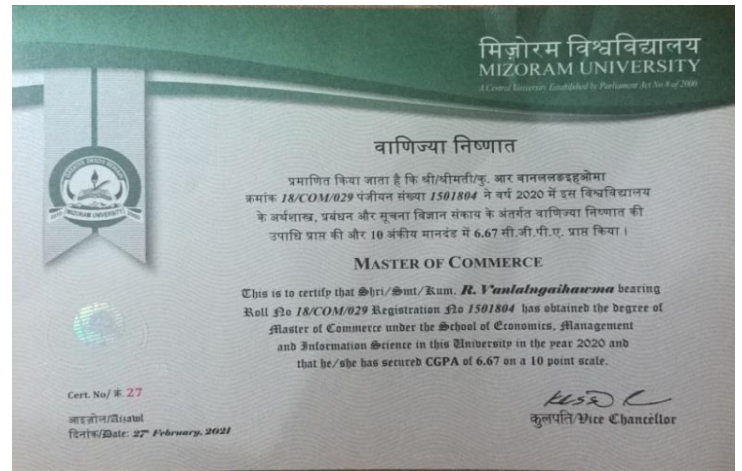 मिज़ोरम विश्वविद्यालय
MIZORAM UNIVERSITY
A Central University Established by Parliament Act No 8 of 2000
वाणिज्या निष्णात
प्रमाणित किया जाता है कि श्री/श्रीमती/कु. आर वानललङइहओमा
क्रमांक 18/COM/029 पंजीयन संख्या 1501804 ने वर्ष 2020 में इस विश्वविद्यालय
के अर्थशास्त्र, प्रबंधन और सूचना विज्ञान संकाय के अंतर्गत वाणिज्या निष्णात की
उपाधि प्राप्त की और 10 अंकीय मानदंड में 6.67 सी.जी.पी.ए. प्राप्त किया।
MIZORAM UNIVERSITY
MASTER OF COMMERCE
This is to certify that Shri/Smt/Kum. R. Vanlalngaihawma bearing
Roll No 18/COM/029 Registration No 1501804 has obtained the degree of
Master of Commerce under the School of Economics, Management
and Information Science in this University in the year 2020 and
that he/she has secured CGPA of 6.67 on a 10 point scale.
Cert. No/ क्र. 27
आइज़ोल/Aizawl
दिनांक/Date: 27th February, 2021
कुलपति/Vice Chancellor